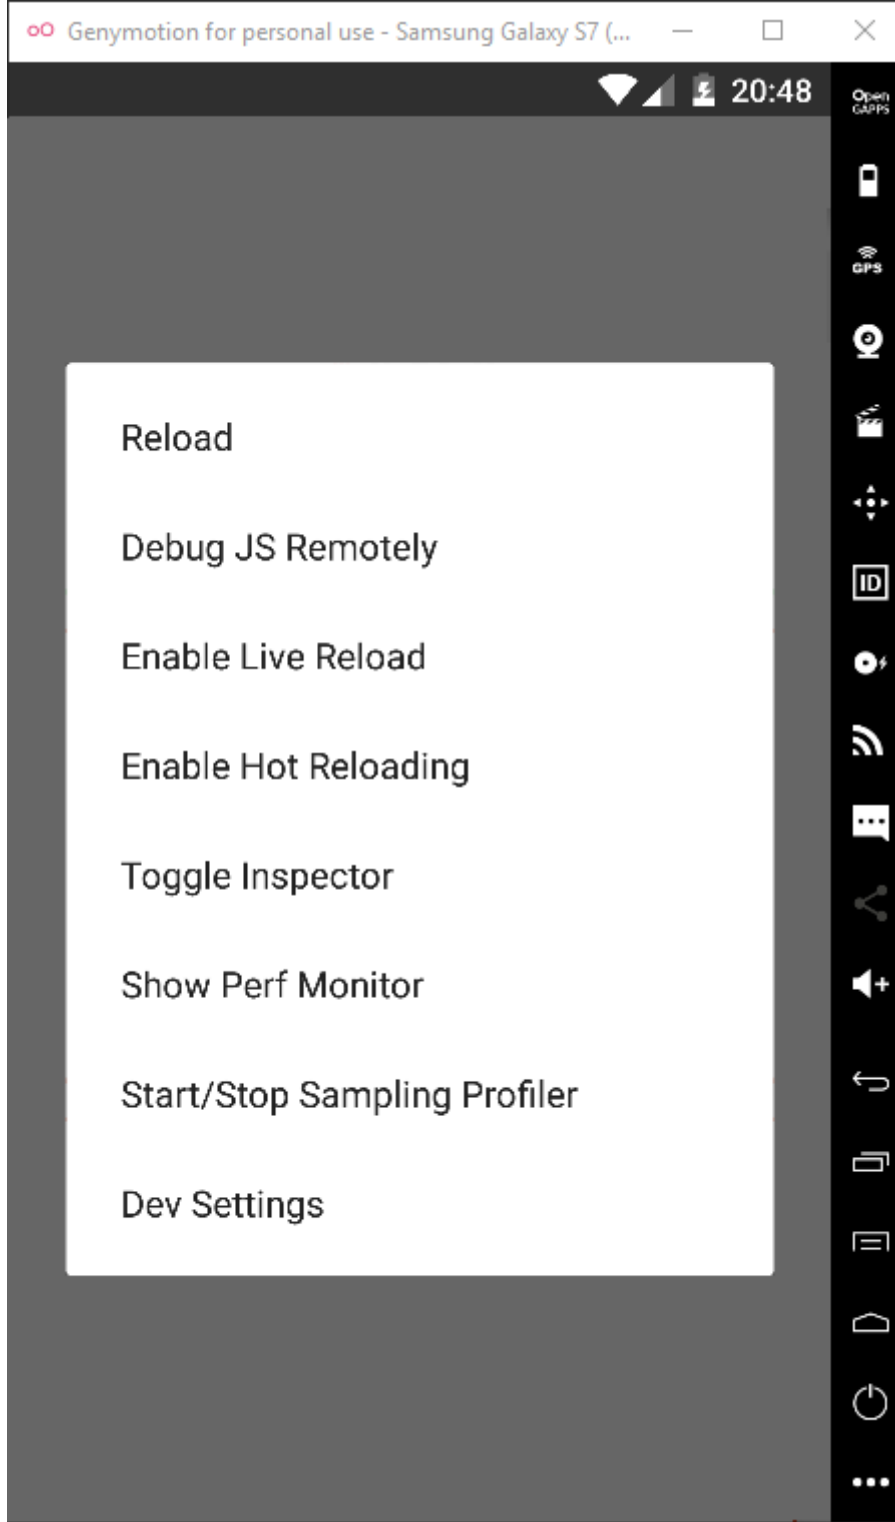 Genymotion for personal use - Samsung Galaxy S7 (...
20:48
Open
GAPPS
GPS
ID
Reload
Debug JS Remotely
Enable Live Reload
Enable Hot Reloading
Toggle Inspector
Show Perf Monitor
Start/Stop Sampling Profiler
Dev Settings